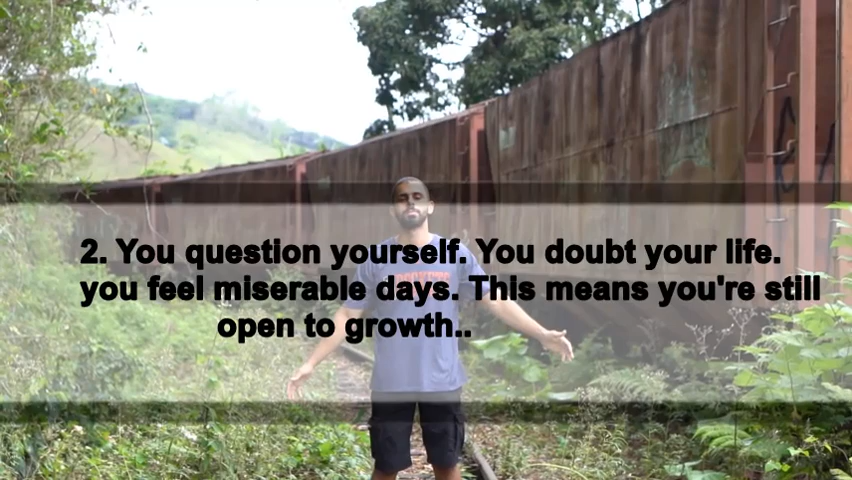 2. You question yourself. You doubt your life.
you feel miserable days. This means you're still
open to growth..